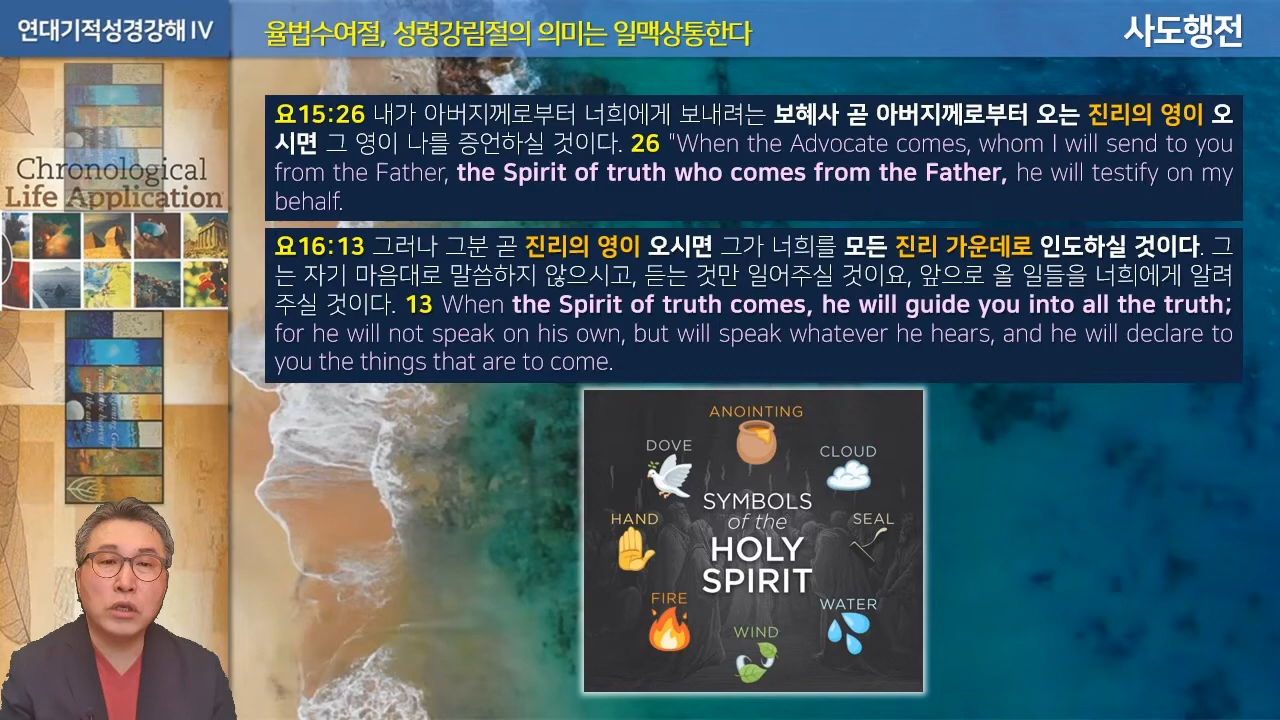 연대기적성경강해 IV
율법수여절, 성령강림절의 의미는 일맥상통한다
사도행전
Chronological
Life Application
요15:26 내가 아버지께로부터 너희에게 보내려는 보혜사 곧 아버지께로부터 오는 진리의 영이 오
시면 그 영이 나를 증언하실 것이다. 26 "When the Advocate comes, whom I will send to you
from the Father, the Spirit of truth who comes from the Father, he will testify on my
behalf.
요16:13 그러나 그분 곧 진리의 영이 오시면 그가 너희를 모든 진리 가운데로 인도하실 것이다. 그
는 자기 마음대로 말씀하지 않으시고, 듣는 것만 일어주실 것이요, 앞으로 올 일들을 너희에게 알려
주실 것이다. 13 When the Spirit of truth comes, he will guide you into all the truth;
for he will not speak on his own, but will speak whatever he hears, and he will declare to
you the things that are to come.
ANOINTING
DOVE
CLOUD
HAND
SYMBOLS
of the
HOLY
SPIRIT
SEAL
FIRE
WATER
WIND